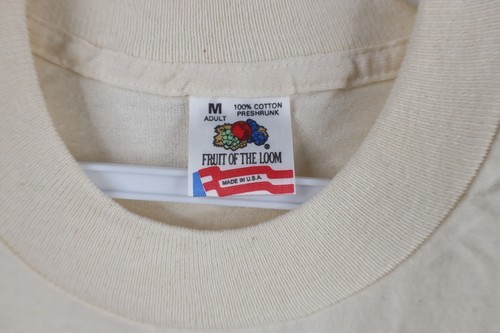 M
ADULT
100% COTTON
PRESHRUNK
®
FRUIT OF THE LOOM
MADE IN U.S.A.